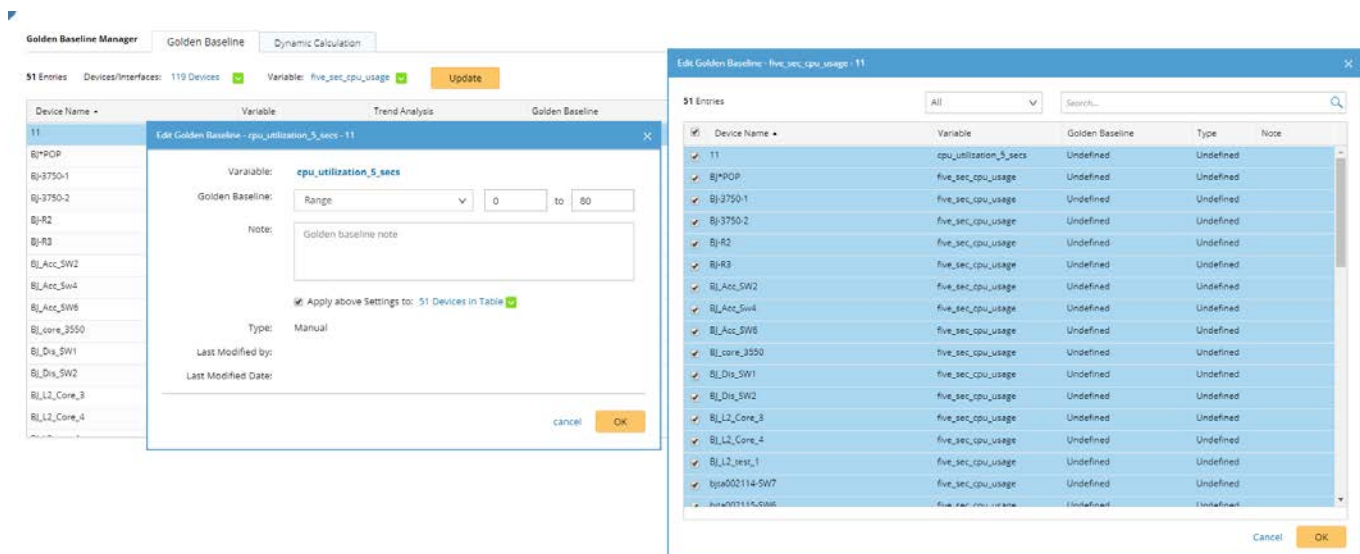 Golden Baseline Manager Golden Baseline Dynamic Calculation
51 Entries Devices/Interfaces: 119 Devices Variable: five_sec_cpu_usage Update
Device Name Variable Trend Analysis Golden Baseline
11
BJ*POP
BJ-3750-1
BJ-3750-2
BJ-R2
BJ-R3
BJ_Acc_SW2
BJ_Acc_Sw4
BJ_Acc_SW6
BJ_core_3550
BJ_Dis_SW1
BJ_Dis_SW2
BJ_L2_Core_3
BJ_L2_Core_4
Edit Golden Baseline - cpu_utilization_5_secs - 11
Varaiable: cpu_utilization_5_secs
Golden Baseline: Range 0 to 80
Note: Golden baseline note
Apply above Settings to: 51 Devices in Table
Type: Manual
Last Modified by:
Last Modified Date:
cancel OK
Edit Golden Baseline - five_sec_cpu_usage - 11
51 Entries All Search...
Device Name Variable Golden Baseline Type Note
11 cpu_utilization_5_secs Undefined Undefined
BJ*POP five_sec_cpu_usage Undefined Undefined
BJ-3750-1 five_sec_cpu_usage Undefined Undefined
BJ-3750-2 five_sec_cpu_usage Undefined Undefined
BJ-R2 five_sec_cpu_usage Undefined Undefined
BJ-R3 five_sec_cpu_usage Undefined Undefined
BJ_Acc_SW2 five_sec_cpu_usage Undefined Undefined
BJ_Acc_Sw4 five_sec_cpu_usage Undefined Undefined
BJ_Acc_SW6 five_sec_cpu_usage Undefined Undefined
BJ_core_3550 five_sec_cpu_usage Undefined Undefined
BJ_Dis_SW1 five_sec_cpu_usage Undefined Undefined
BJ_Dis_SW2 five_sec_cpu_usage Undefined Undefined
BJ_L2_Core_3 five_sec_cpu_usage Undefined Undefined
BJ_L2_Core_4 five_sec_cpu_usage Undefined Undefined
BJ_L2_test_1 five_sec_cpu_usage Undefined Undefined
bjta002114-SW7 five_sec_cpu_usage Undefined Undefined
bjta002115-SW6 five_sec_cpu_usage Undefined Undefined
Cancel OK